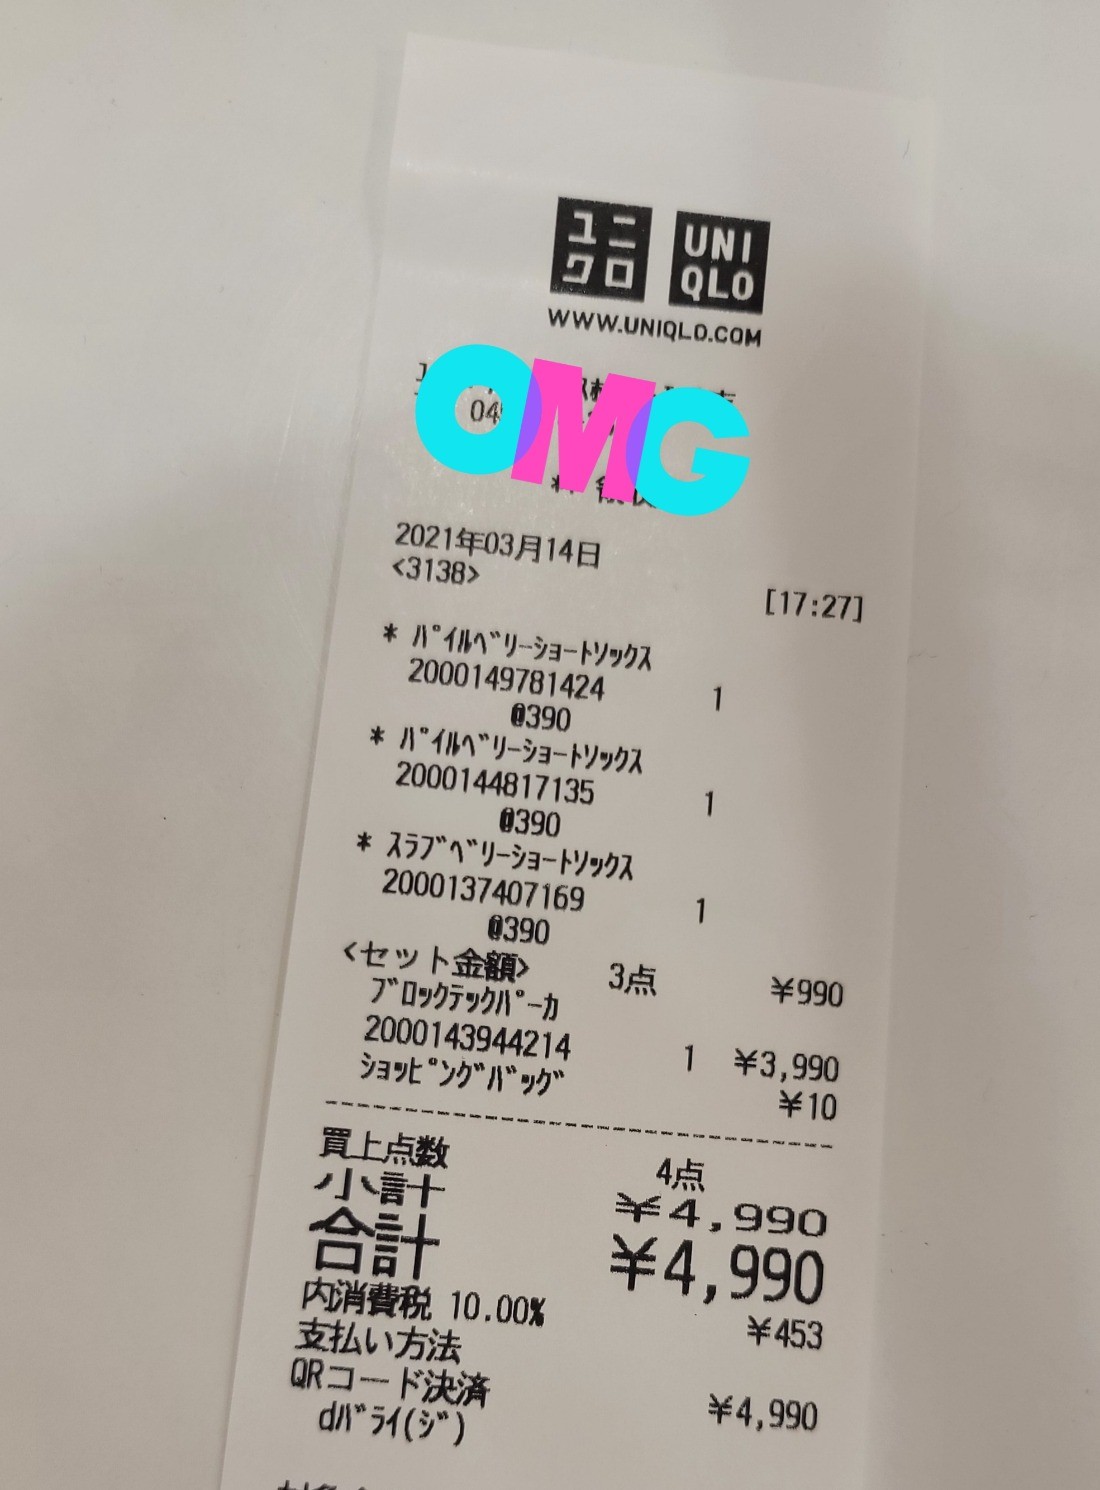 ユニ
クロ
UNI
QLO
WWW.UNIQLO.COM
OMG
04
2021年03月14日
<3138> [17:27]
* ﾊﾟｲﾙﾍﾞﾘｰｼｮｰﾄｿｯｸｽ
2000149781424 1
@390
* ﾊﾟｲﾙﾍﾞﾘｰｼｮｰﾄｿｯｸｽ
2000144817135 1
@390
* ｽﾗﾌﾞﾍﾞﾘｰｼｮｰﾄｿｯｸｽ
2000137407169 1
@390
<セット金額> 3点 ¥990
ﾌﾞﾛｯｸﾃｯｸﾊﾟｰｶ
2000143944214 1 ¥3,990
ｼｮｯﾋﾟﾝｸﾞﾊﾞｯｸﾞ ¥10
買上点数 4点
小計 ¥4,990
合計 ¥4,990
内消費税 10.00% ¥453
支払い方法
QRコード決済 ¥4,990
dﾊﾞﾗｲ(ｼﾞ)